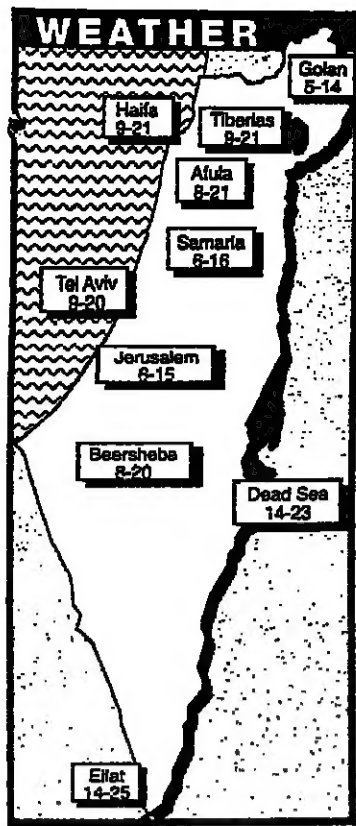 WEATHER
Golan
5-14
Haifa
9-21
Tiberias
9-21
Afula
8-21
Samaria
6-16
Tel Aviv
9-20
Jerusalem
6-15
Beersheba
8-20
Dead Sea
14-23
Eilat
14-25